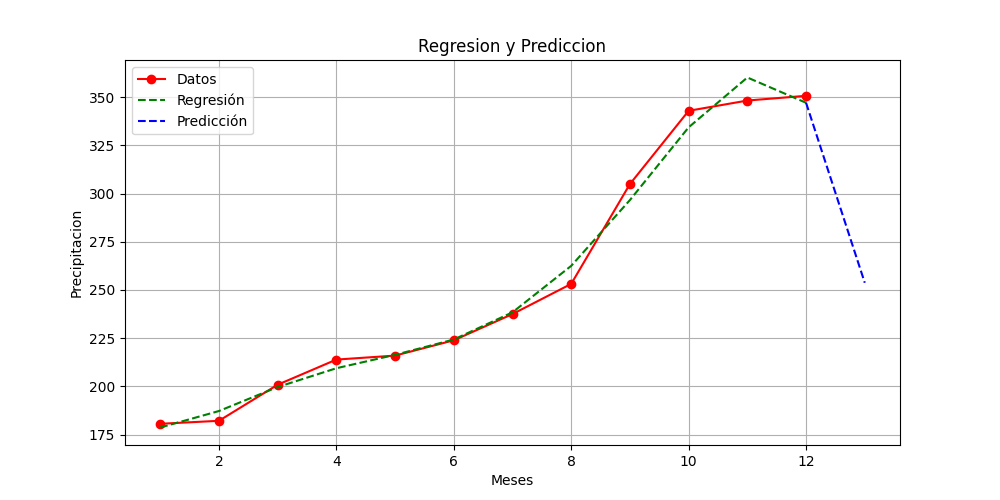 Regresion y Prediccion
Datos
Regresión
Predicción
Precipitacion
350
325
300
275
250
225
200
175
2 4 6 8 10 12
Meses